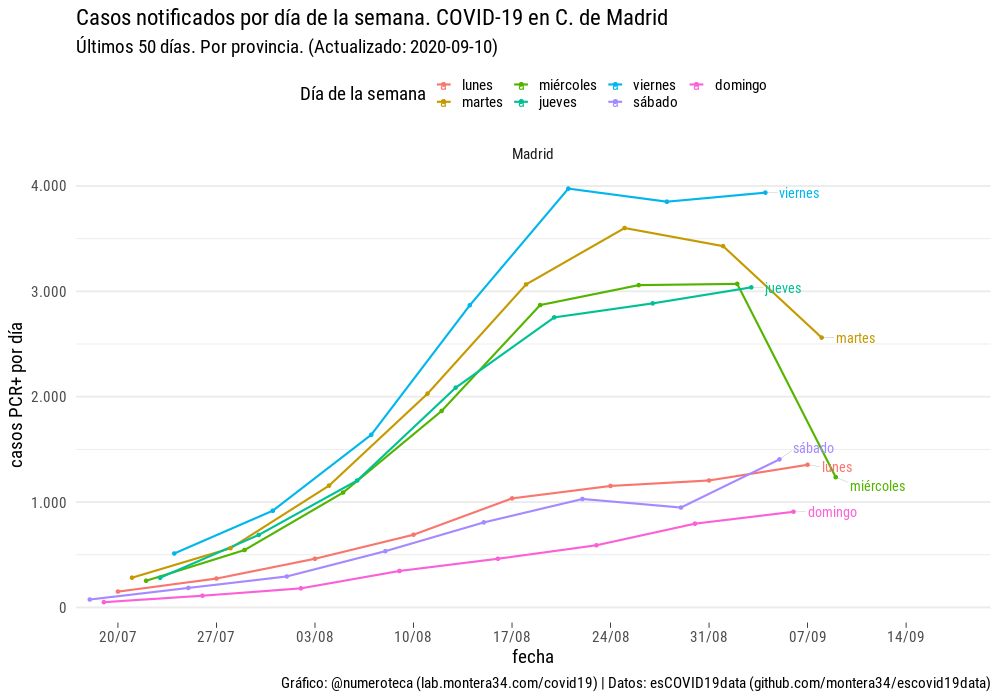 Casos notificados por día de la semana. COVID-19 en C. de Madrid
Últimos 50 días. Por provincia. (Actualizado: 2020-09-10)
Día de la semana
lunes miércoles viernes domingo
martes jueves sábado
Madrid
4.000
3.000
2.000
1.000
0
casos PCR+ por día
viernes
jueves
martes
sábado
lunes
miércoles
domingo
20/07 27/07 03/08 10/08 17/08 24/08 31/08 07/09 14/09
fecha
Gráfico: @numeroteca (lab.montera34.com/covid19) | Datos: esCOVID19data (github.com/montera34/escovid19data)